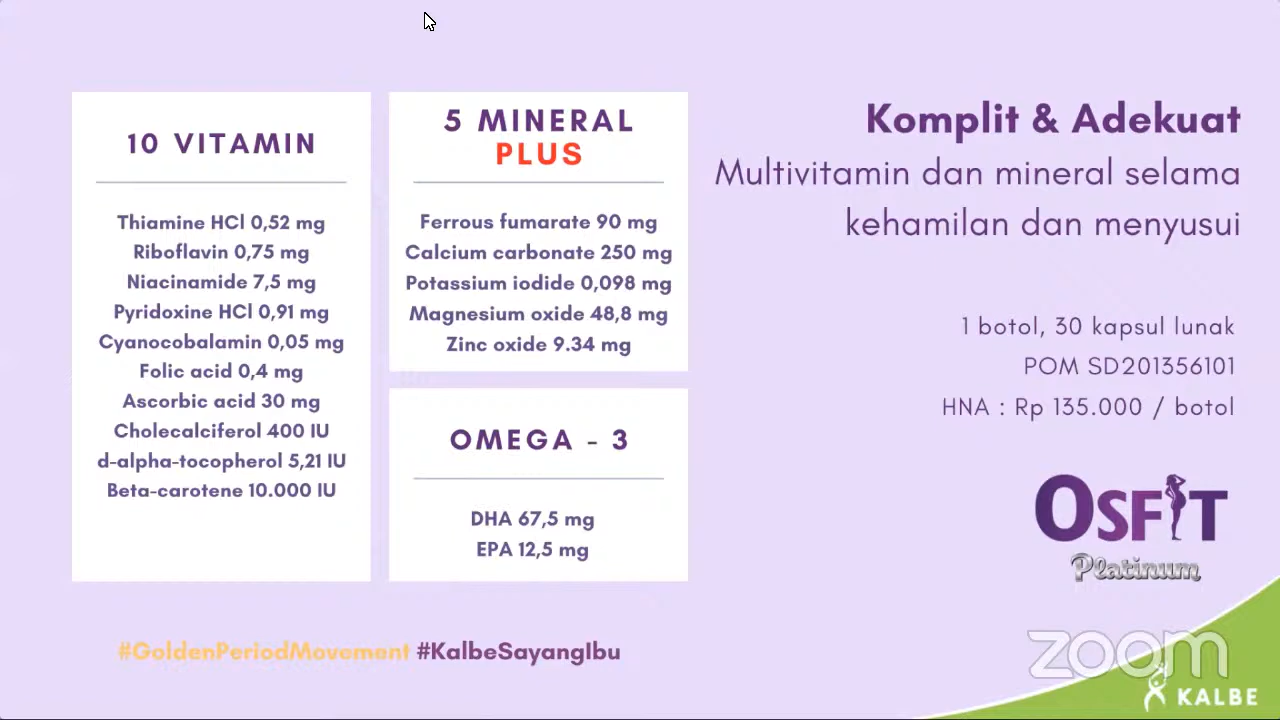 10 VITAMIN
Thiamine HCl 0,52 mg
Riboflavin 0,75 mg
Niacinamide 7,5 mg
Pyridoxine HCl 0,91 mg
Cyanocobalamin 0,05 mg
Folic acid 0,4 mg
Ascorbic acid 30 mg
Cholecalciferol 400 IU
d-alpha-tocopherol 5,21 IU
Beta-carotene 10.000 IU
5 MINERAL
PLUS
Ferrous fumarate 90 mg
Calcium carbonate 250 mg
Potassium iodide 0,098 mg
Magnesium oxide 48,8 mg
Zinc oxide 9.34 mg
OMEGA - 3
DHA 67,5 mg
EPA 12,5 mg
Komplit & Adekuat
Multivitamin dan mineral selama
kehamilan dan menyusui
1 botol, 30 kapsul lunak
POM SD201356101
HNA : Rp 135.000 / botol
OSFIT
Platinum
#GoldenPeriodMovement #KalbeSayangIbu
zoom
KALBE